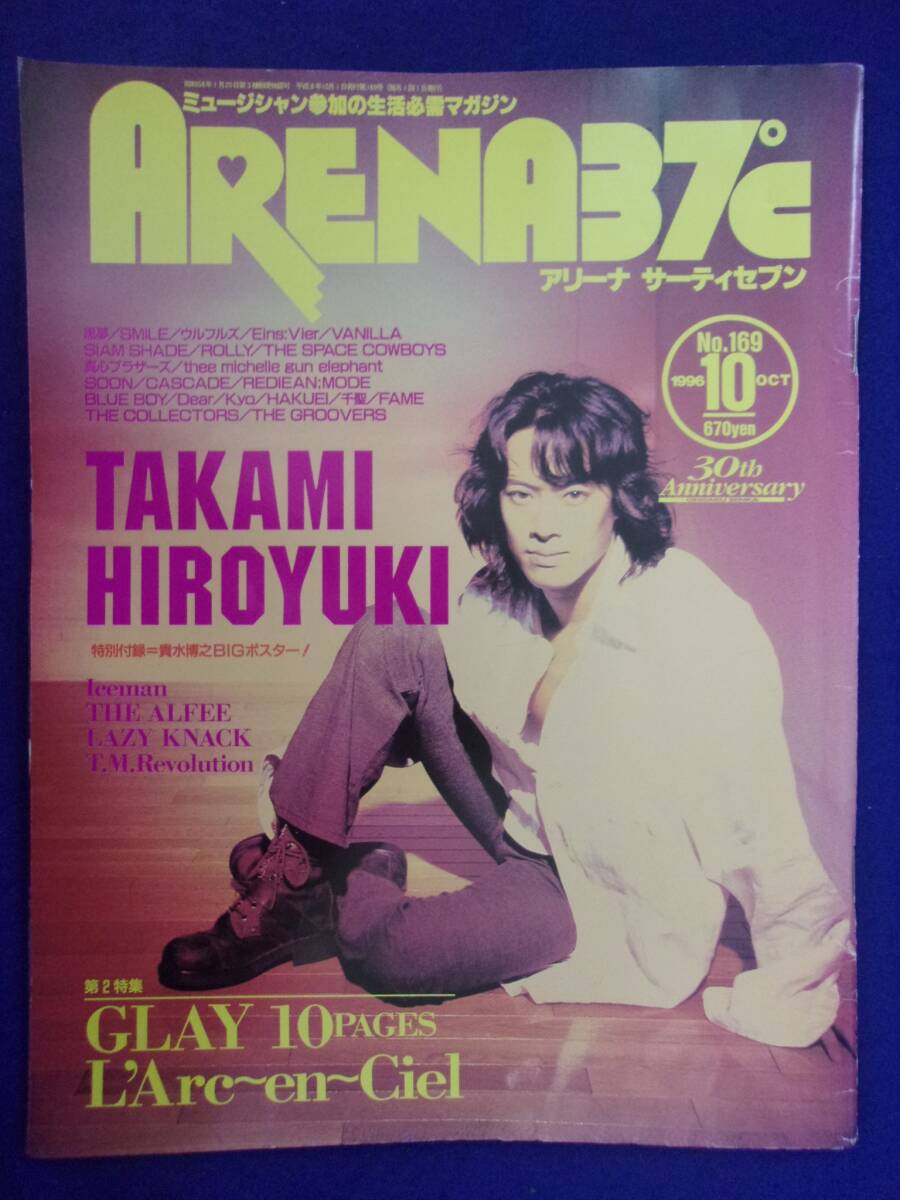 ミュージシャン参加の生活必需マガジン
ARENA37℃
アリーナ サーティセブン
黒夢／SMILE／ウルフルズ／Eins:Vier／VANILLA
SIAM SHADE／ROLLY／THE SPACE COWBOYS
真心ブラザーズ／thee michelle gun elephant
SOON／CASCADE／REDIEAN;MODE
BLUE BOY／Dear／Kyo／HAKUEI／千聖／FAME
THE COLLECTORS／THE GROOVERS
No.169
1996 10 OCT
670yen
30th
Anniversary
TAKAMI
HIROYUKI
特別付録＝貴水博之BIGポスター！
Iceman
THE ALFEE
LAZY KNACK
T.M.Revolution
第2特集
GLAY 10PAGES
L'Arc~en~Ciel